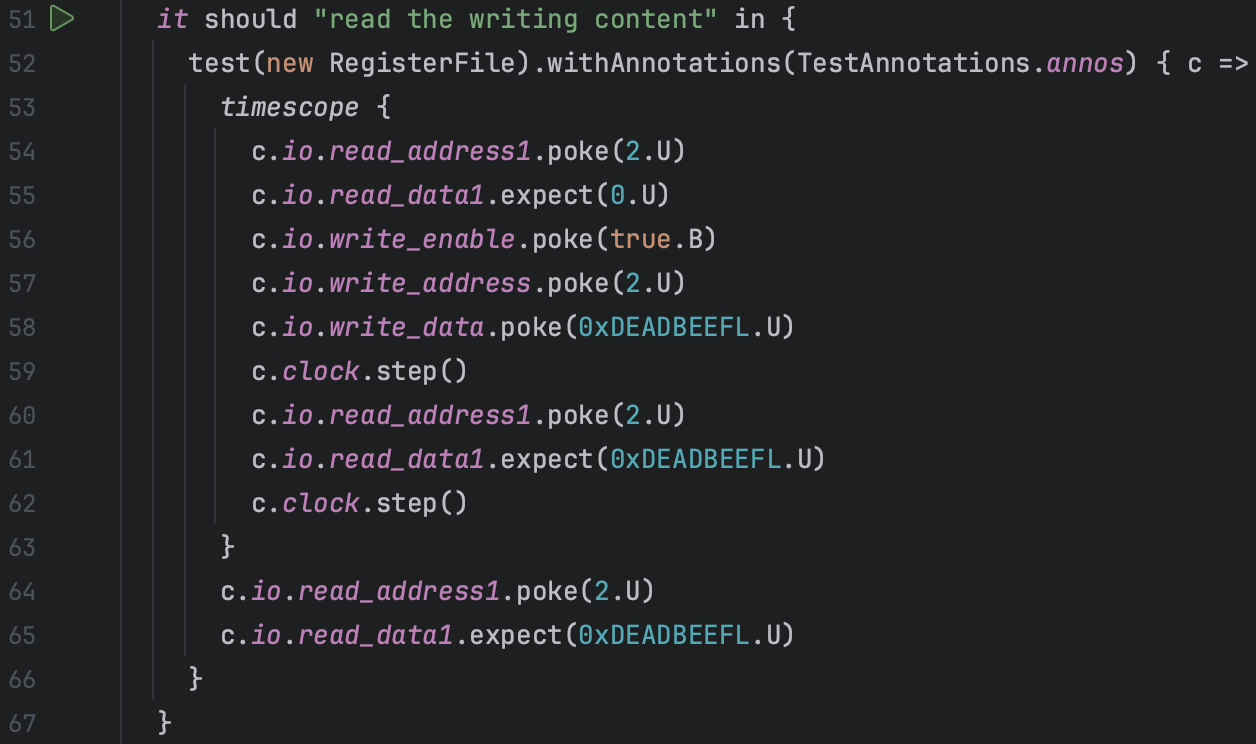 51 it should "read the writing content" in {
52 test(new RegisterFile).withAnnotations(TestAnnotations.annos) { c =>
53 timescope {
54 c.io.read_address1.poke(2.U)
55 c.io.read_data1.expect(0.U)
56 c.io.write_enable.poke(true.B)
57 c.io.write_address.poke(2.U)
58 c.io.write_data.poke(0xDEADBEEFL.U)
59 c.clock.step()
60 c.io.read_address1.poke(2.U)
61 c.io.read_data1.expect(0xDEADBEEFL.U)
62 c.clock.step()
63 }
64 c.io.read_address1.poke(2.U)
65 c.io.read_data1.expect(0xDEADBEEFL.U)
66 }
67 }